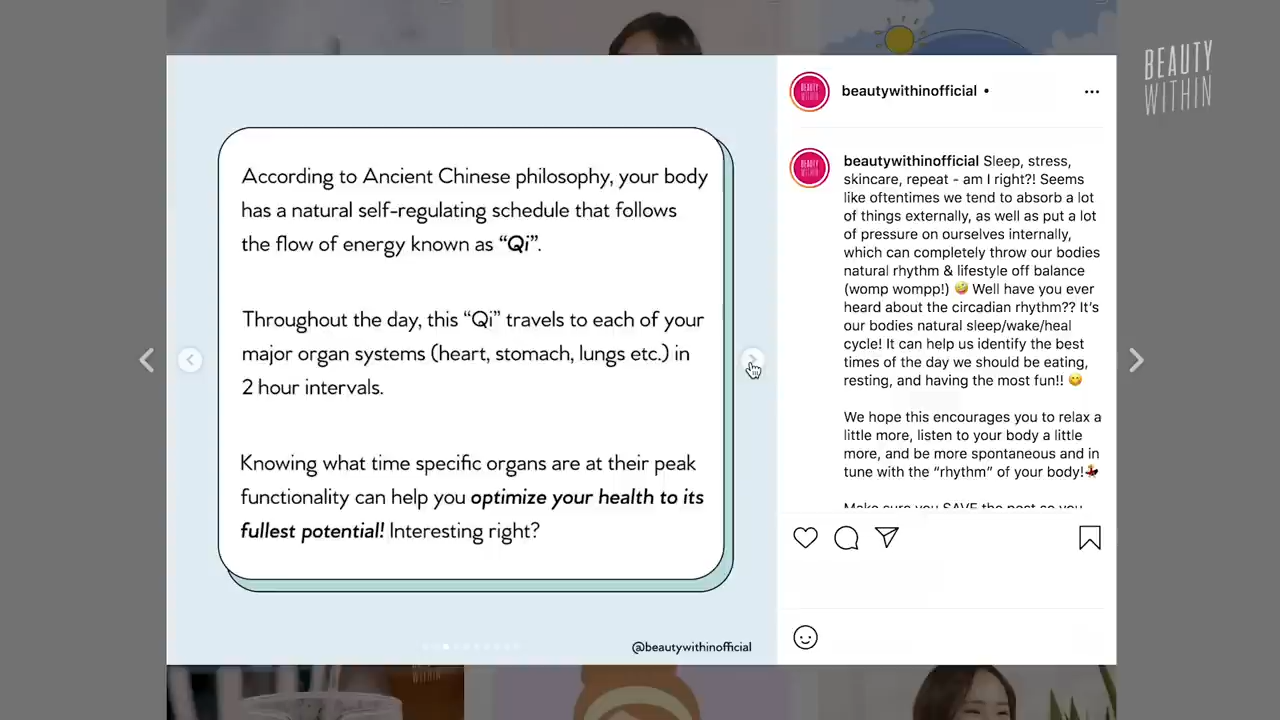 BEAUTY
WITHIN
According to Ancient Chinese philosophy, your body
has a natural self-regulating schedule that follows
the flow of energy known as “Qi”.
Throughout the day, this “Qi” travels to each of your
major organ systems (heart, stomach, lungs etc.) in
2 hour intervals.
Knowing what time specific organs are at their peak
functionality can help you optimize your health to its
fullest potential! Interesting right?
@beautywithinofficial
beautywithinofficial •
beautywithinofficial Sleep, stress,
skincare, repeat - am I right?! Seems
like oftentimes we tend to absorb a lot
of things externally, as well as put a lot
of pressure on ourselves internally,
which can completely throw our bodies
natural rhythm & lifestyle off balance
(womp wompp!) 🤪 Well have you ever
heard about the circadian rhythm?? It’s
our bodies natural sleep/wake/heal
cycle! It can help us identify the best
times of the day we should be eating,
resting, and having the most fun!! 😋
We hope this encourages you to relax a
little more, listen to your body a little
more, and be more spontaneous and in
tune with the “rhythm” of your body!💃
Make sure you SAVE the post so you